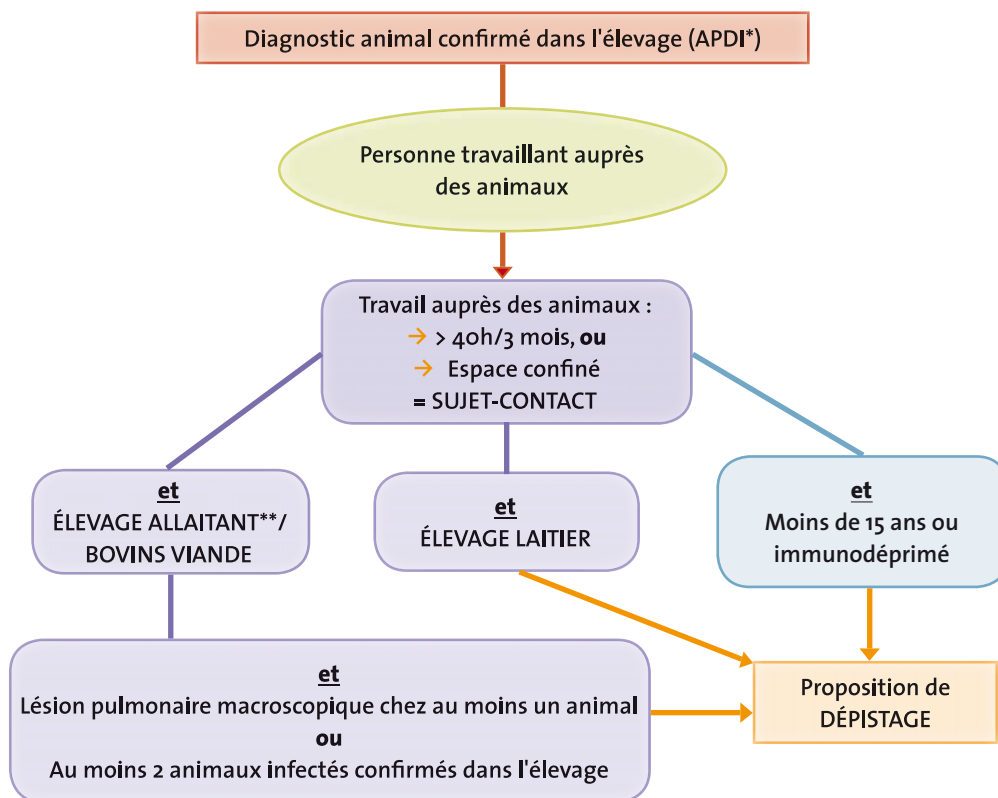 Diagnostic animal confirmé dans l'élevage (APDI*)
Personne travaillant auprès
des animaux
Travail auprès des animaux :
→ > 40h/3 mois, ou
→ Espace confiné
= SUJET-CONTACT
et
ÉLEVAGE ALLAITANT**/
BOVINS VIANDE
et
ÉLEVAGE LAITIER
et
Moins de 15 ans ou
immunodéprimé
et
Lésion pulmonaire macroscopique chez au moins un animal
ou
Au moins 2 animaux infectés confirmés dans l'élevage
Proposition de
DÉPISTAGE